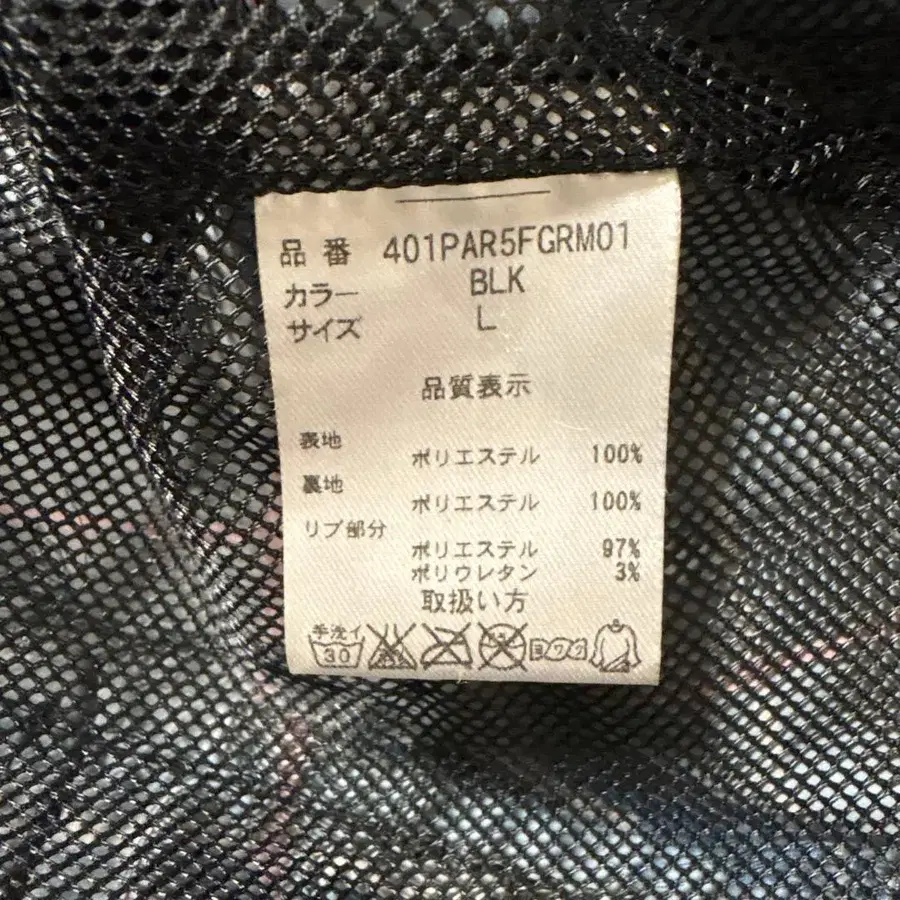 品番 401PAR5FGRM01
カラー BLK
サイズ L
品質表示
表地
ポリエステル 100%
裏地
ポリエステル 100%
リブ部分
ポリエステル 97%
ポリウレタン 3%
取扱い方
手洗イ
30
ヨワク